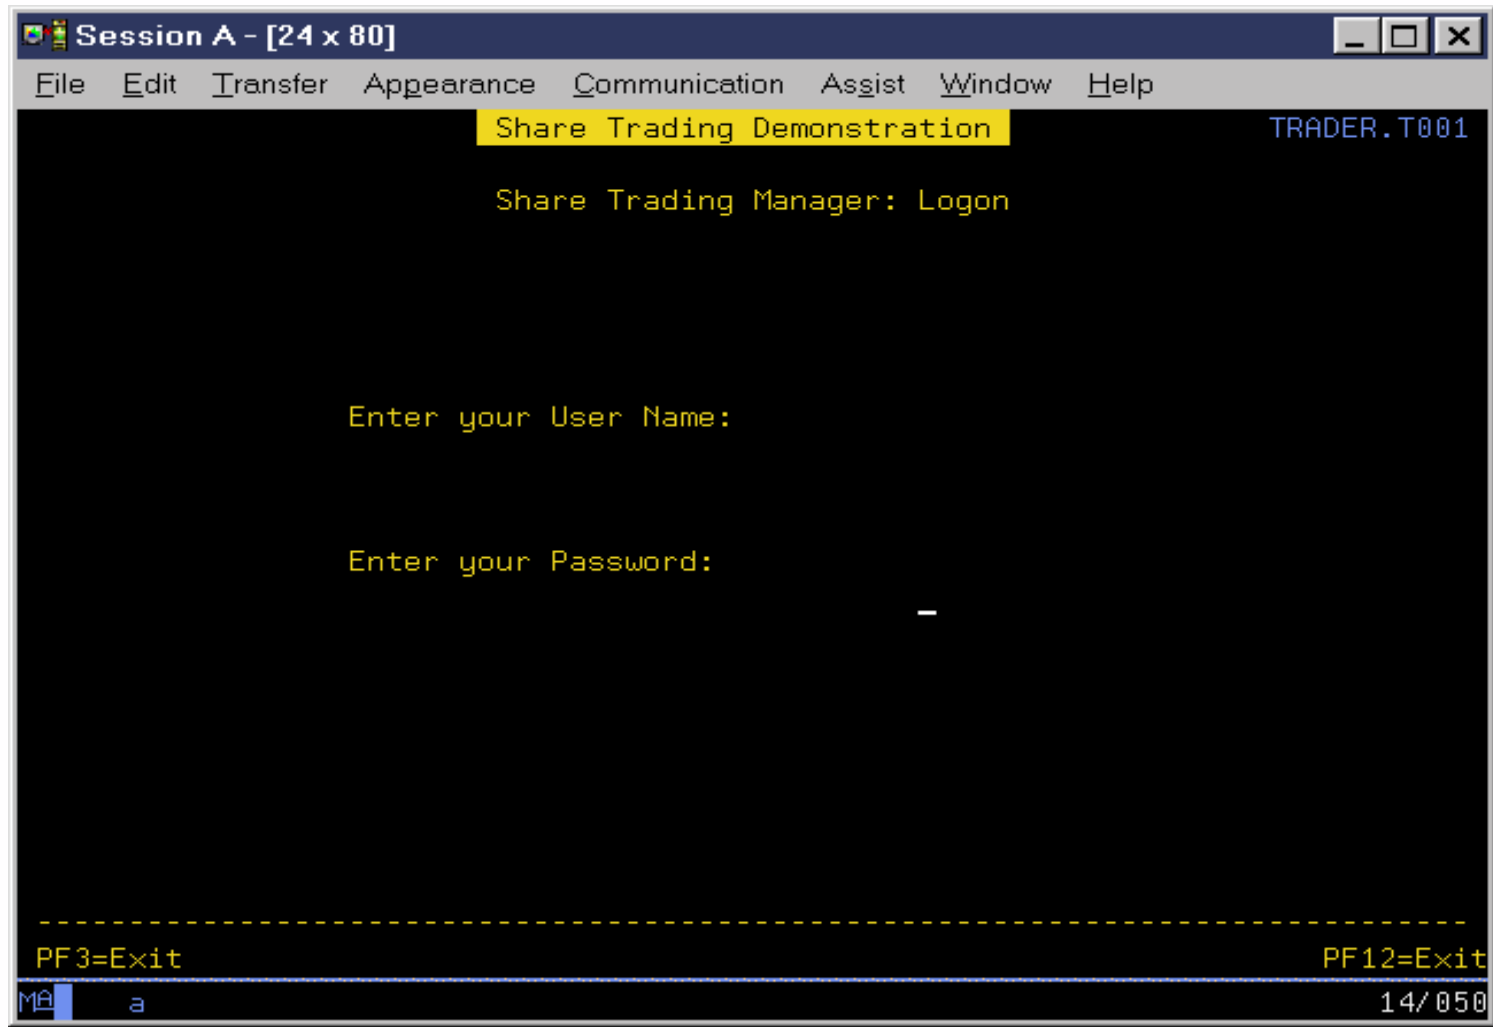 Session A - [24 x 80]
File Edit Transfer Appearance Communication Assist Window Help
Share Trading Demonstration TRADER.T001
Share Trading Manager: Logon
Enter your User Name:
Enter your Password:
--------------------------------------------------------------------------------
PF3=Exit PF12=Exit
MA a 14/050